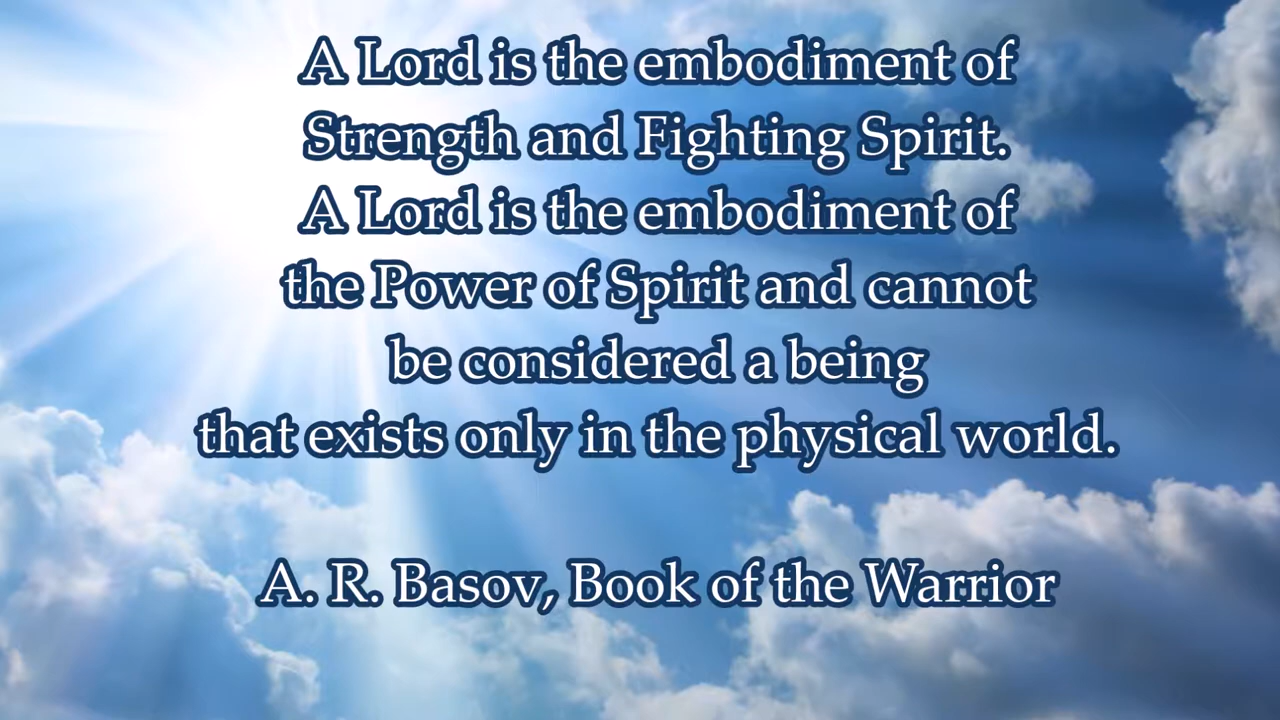 A Lord is the embodiment of
Strength and Fighting Spirit.
A Lord is the embodiment of
the Power of Spirit and cannot
be considered a being
that exists only in the physical world.
A. R. Basov, Book of the Warrior